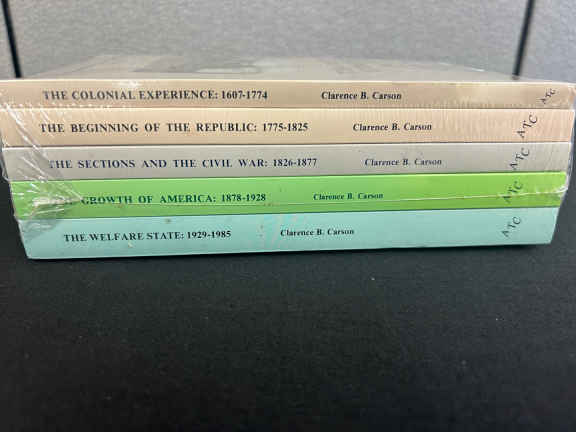 THE COLONIAL EXPERIENCE: 1607-1774 Clarence B. Carson ATC
THE BEGINNING OF THE REPUBLIC: 1775-1825 Clarence B. Carson ATC
THE SECTIONS AND THE CIVIL WAR: 1826-1877 Clarence B. Carson ATC
GROWTH OF AMERICA: 1878-1928 Clarence B. Carson ATC
THE WELFARE STATE: 1929-1985 Clarence B. Carson ATC